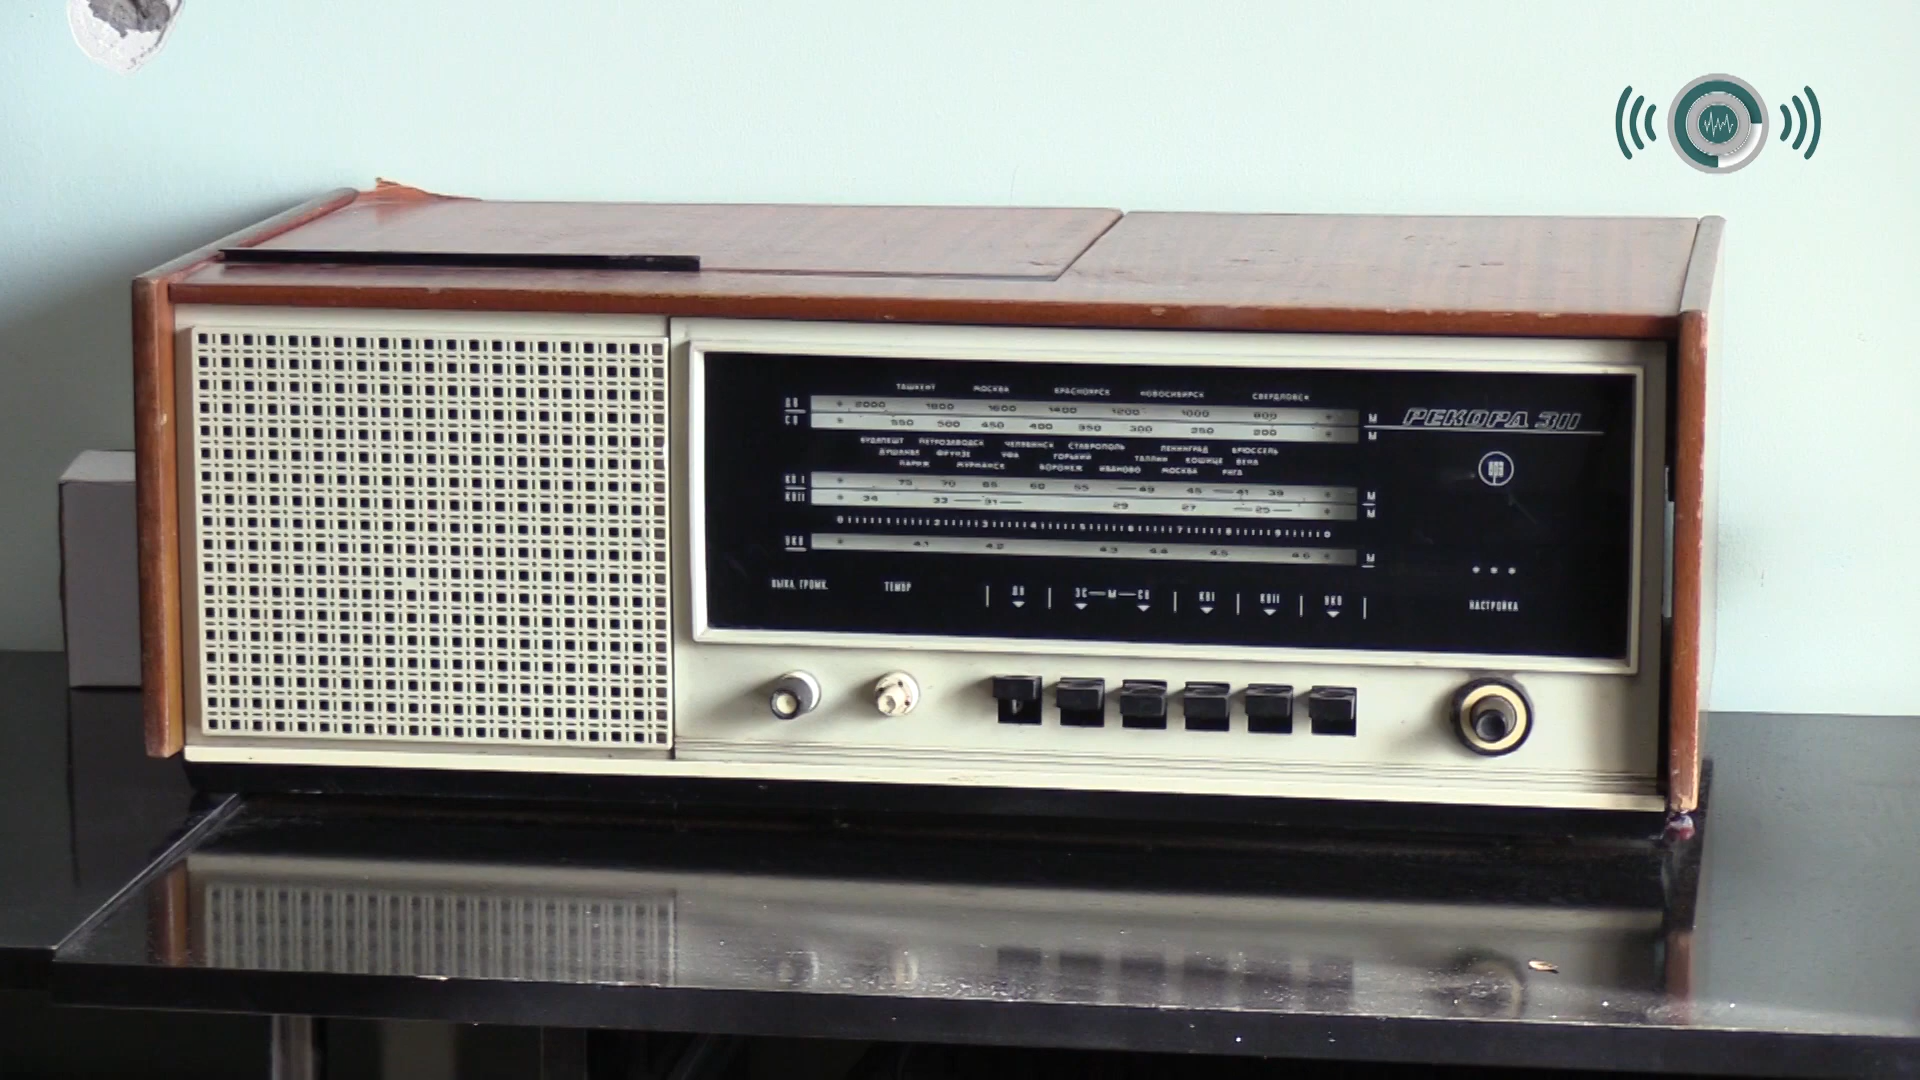 ТАШКЕНТ МОСКВА КРАСНОЯРСК НОВОСИБИРСК СВЕРДЛОВСК
ДВ 2000 1800 1600 1400 1200 1000 800 М
СВ 550 500 450 400 350 300 250 200 М
РЕКОРД 311
БУДАПЕШТ ПЕТРОЗАВОДСК ЧЕЛЯБИНСК СТАВРОПОЛЬ ЛЕНИНГРАД БРЮССЕЛЬ
ДУШАНБЕ ФРУНЗЕ УФА ГОРЬКИЙ ТАЛЛИН КОШИЦЕ ВЕНА
ПАРИЖ МУРМАНСК ВОРОНЕЖ ИВАНОВО МОСКВА РИГА
КВ I 75 70 65 60 55 49 45 41 39 М
КВ II 34 33 31 29 27 25 М
0 1 2 3 4 5 6 7 8 9 0
УКВ 4.1 4.2 4.3 4.4 4.5 4.6 М
ВЫКЛ. ГРОМК. ТЕМБР ДВ ЗС М СВ КВI КВII УКВ НАСТРОЙКА